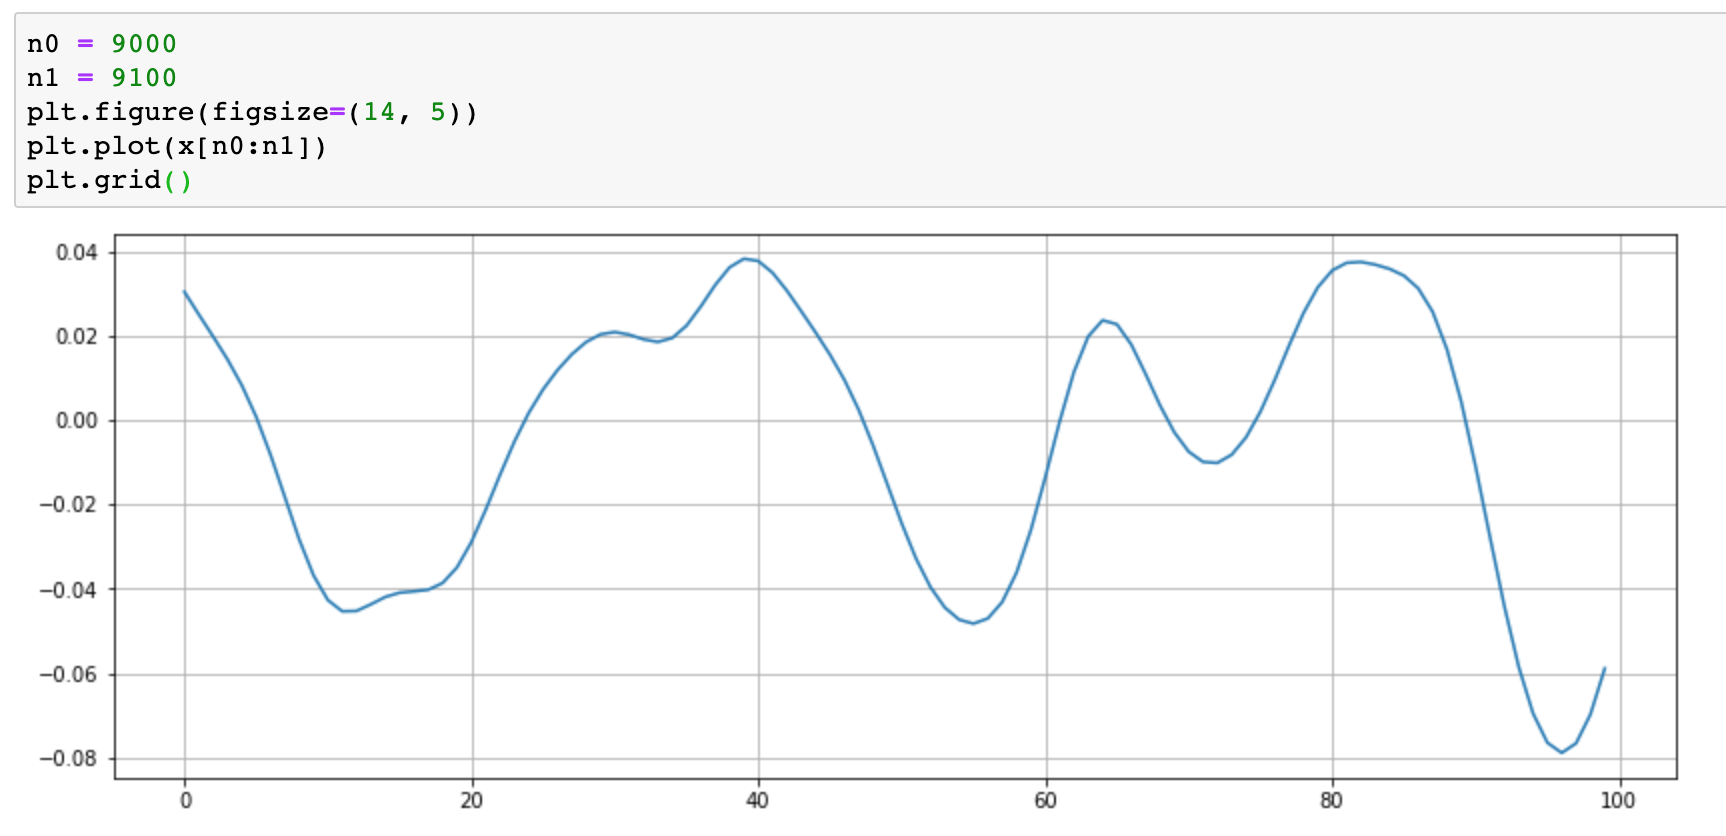 n0 = 9000
n1 = 9100
plt.figure(figsize=(14, 5))
plt.plot(x[n0:n1])
plt.grid()
0.04
0.02
0.00
−0.02
−0.04
−0.06
−0.08
0 20 40 60 80 100